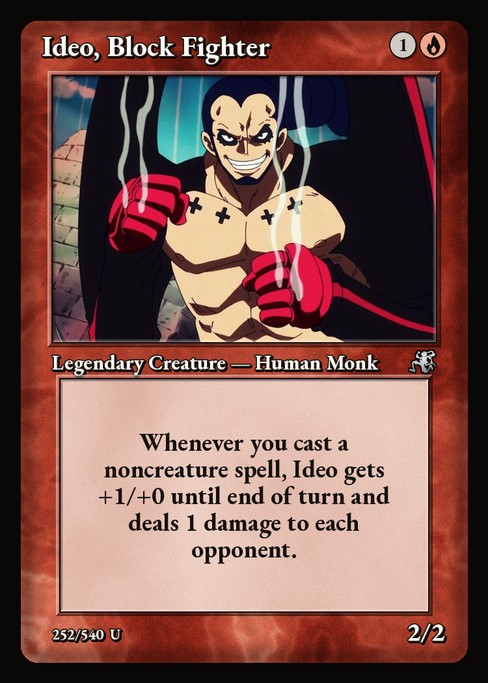 Ideo, Block Fighter 1
Legendary Creature — Human Monk
Whenever you cast a
noncreature spell, Ideo gets
+1/+0 until end of turn and
deals 1 damage to each
opponent.
252/540 U 2/2